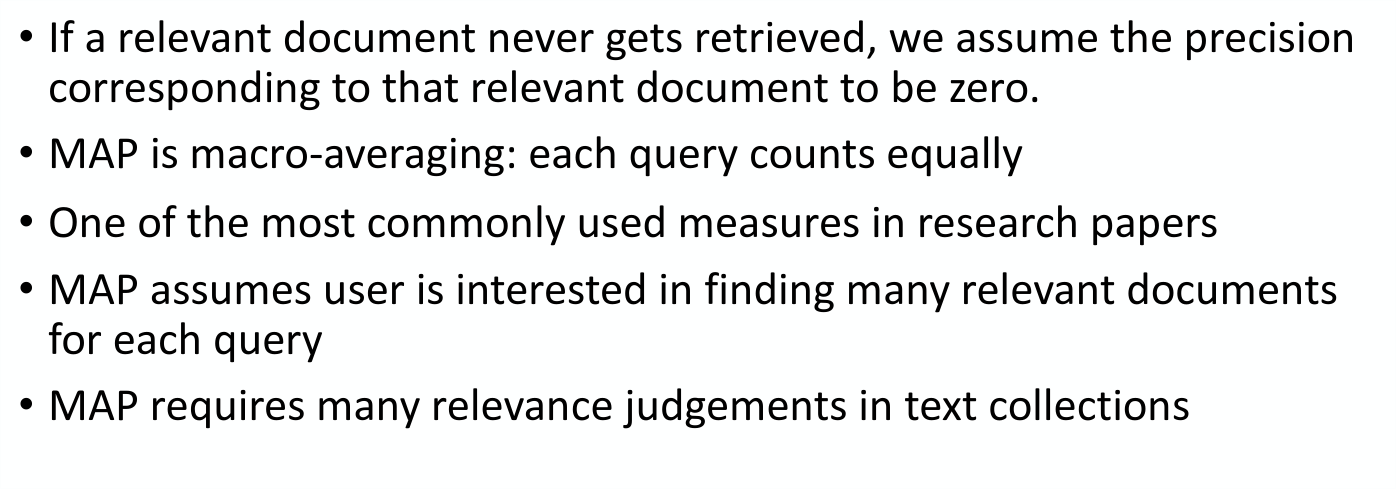 • If a relevant document never gets retrieved, we assume the precision
corresponding to that relevant document to be zero.
• MAP is macro-averaging: each query counts equally
• One of the most commonly used measures in research papers
• MAP assumes user is interested in finding many relevant documents
for each query
• MAP requires many relevance judgements in text collections